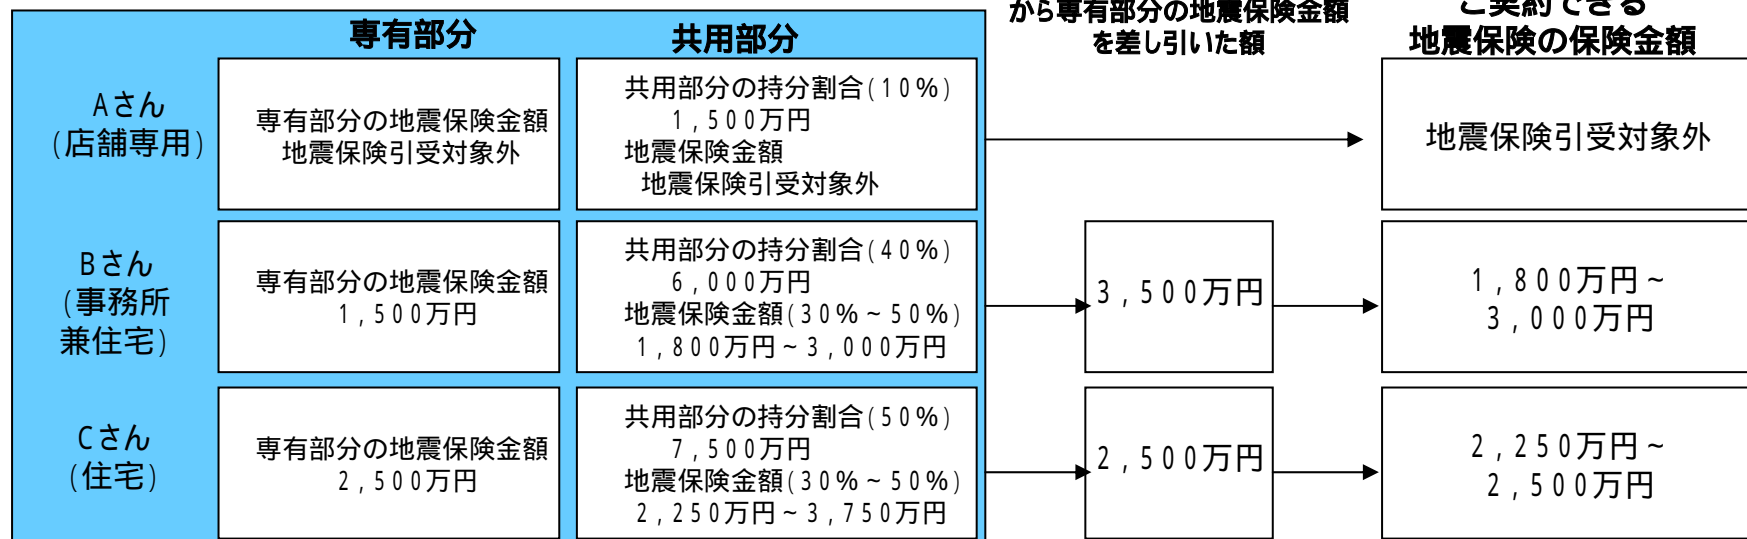 専有部分
共用部分
から専有部分の地震保険金額
を差し引いた額
ご契約できる
地震保険の保険金額
Aさん
(店舗専用)
専有部分の地震保険金額
地震保険引受対象外
共用部分の持分割合(10%)
1,500万円
地震保険金額
地震保険引受対象外
地震保険引受対象外
Bさん
(事務所
兼住宅)
専有部分の地震保険金額
1,500万円
共用部分の持分割合(40%)
6,000万円
地震保険金額(30%~50%)
1,800万円~3,000万円
3,500万円
1,800万円~
3,000万円
Cさん
(住宅)
専有部分の地震保険金額
2,500万円
共用部分の持分割合(50%)
7,500万円
地震保険金額(30%~50%)
2,250万円~3,750万円
2,500万円
2,250万円~
2,500万円